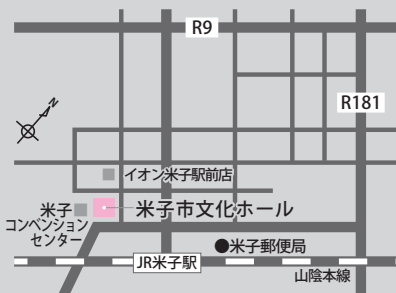 R9
R181
N
イオン米子駅前店
米子
コンベンション
センター
米子市文化ホール
●米子郵便局
JR米子駅
山陰本線